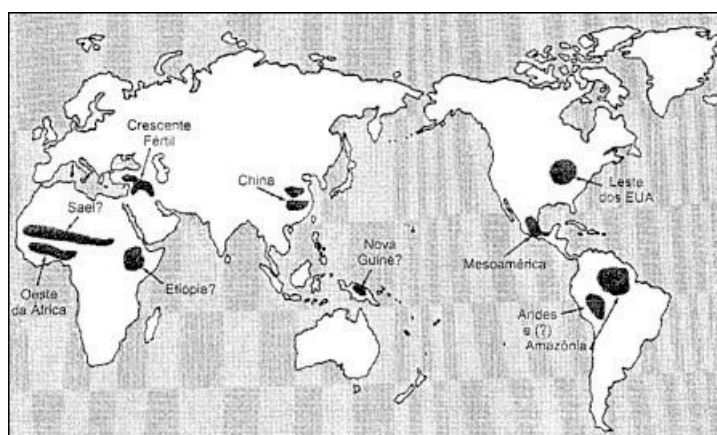 Crescente
Fértil
China
Sael?
Oeste
da África
Etiópia?
Nova
Guiné?
Leste
dos EUA
Mesoamérica
Andes
e (?)
Amazônia